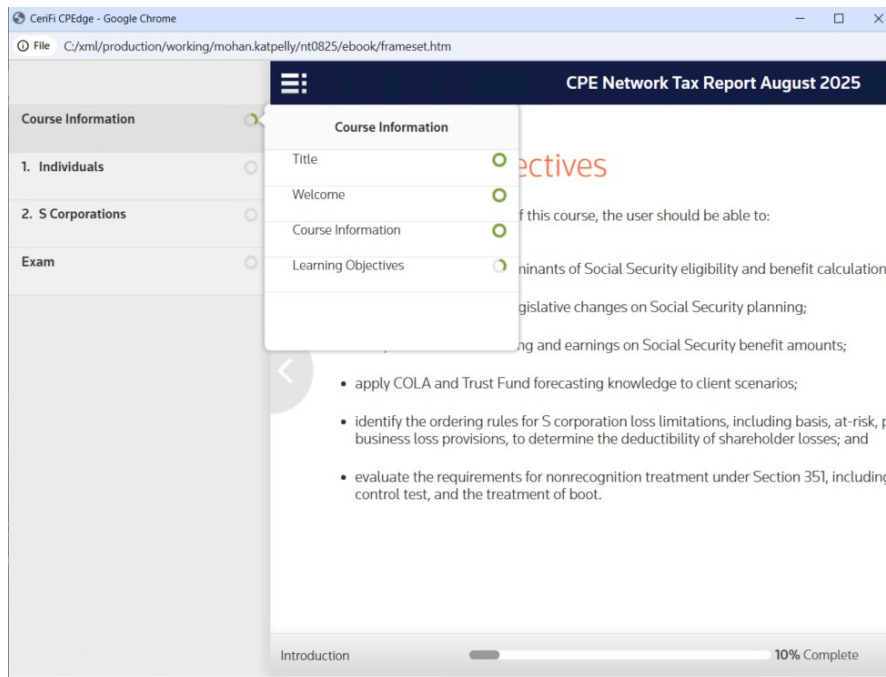 CeriFi CPEdge - Google Chrome
File C:/xml/production/working/mohan.katpelly/nt0825/ebook/frameset.htm
CPE Network Tax Report August 2025
Course Information
1. Individuals
2. S Corporations
Exam
Course Information
Title
Welcome
Course Information
Learning Objectives
ectives
f this course, the user should be able to:
ninants of Social Security eligibility and benefit calculation
gislative changes on Social Security planning;
ng and earnings on Social Security benefit amounts;
• apply COLA and Trust Fund forecasting knowledge to client scenarios;
• identify the ordering rules for S corporation loss limitations, including basis, at-risk, p
business loss provisions, to determine the deductibility of shareholder losses; and
• evaluate the requirements for nonrecognition treatment under Section 351, including
control test, and the treatment of boot.
Introduction
10% Complete